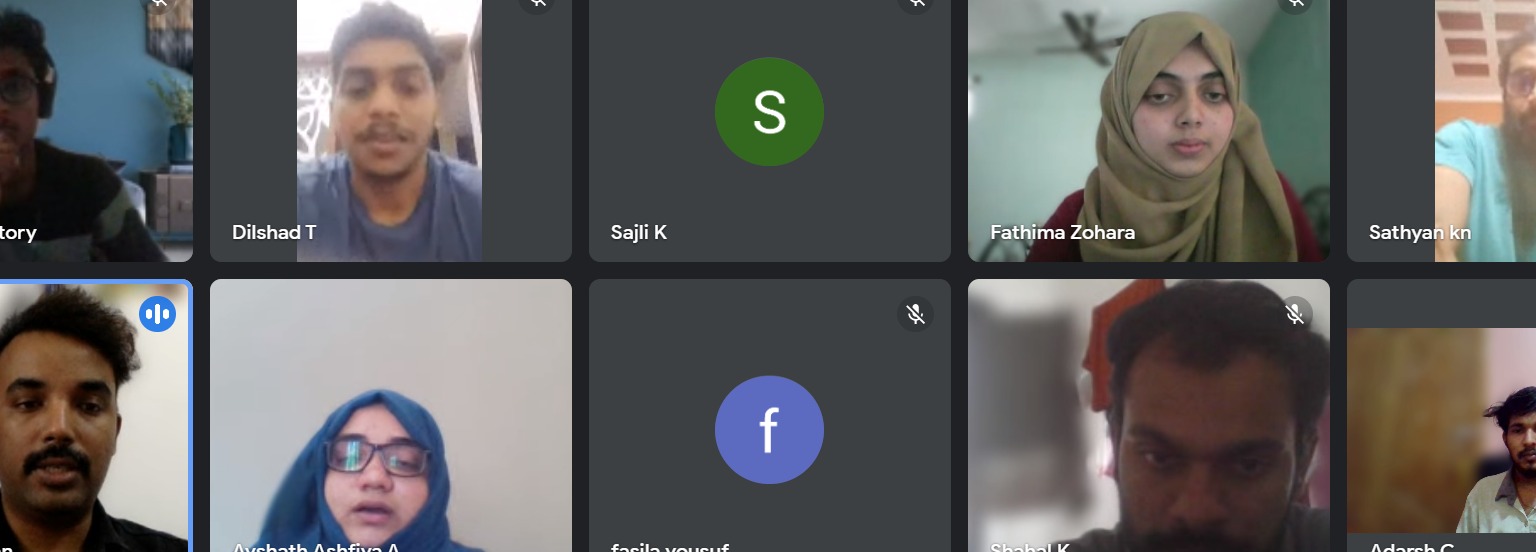 tory
Dilshad T
S
Sajli K
Fathima Zohara
Sathyan kn
Ayshath Ashfiya A
f
fasila yousuf
Shahal K
Adarsh C